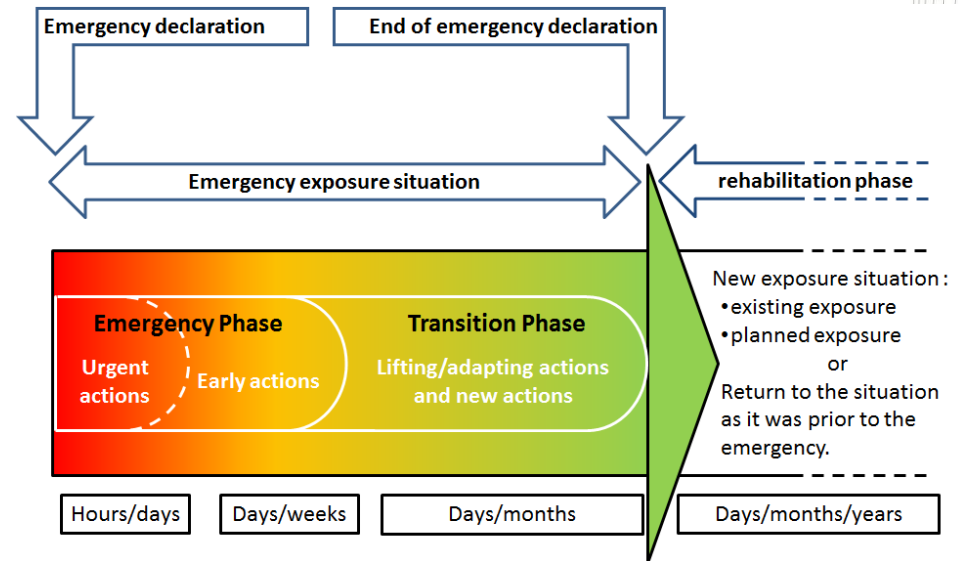 Emergency declaration
End of emergency declaration
Emergency exposure situation
rehabilitation phase
Emergency Phase
Urgent
actions
Early actions
Transition Phase
Lifting/adapting actions
and new actions
New exposure situation :
•existing exposure
•planned exposure
or
Return to the situation
as it was prior to the
emergency.
Hours/days
Days/weeks
Days/months
Days/months/years